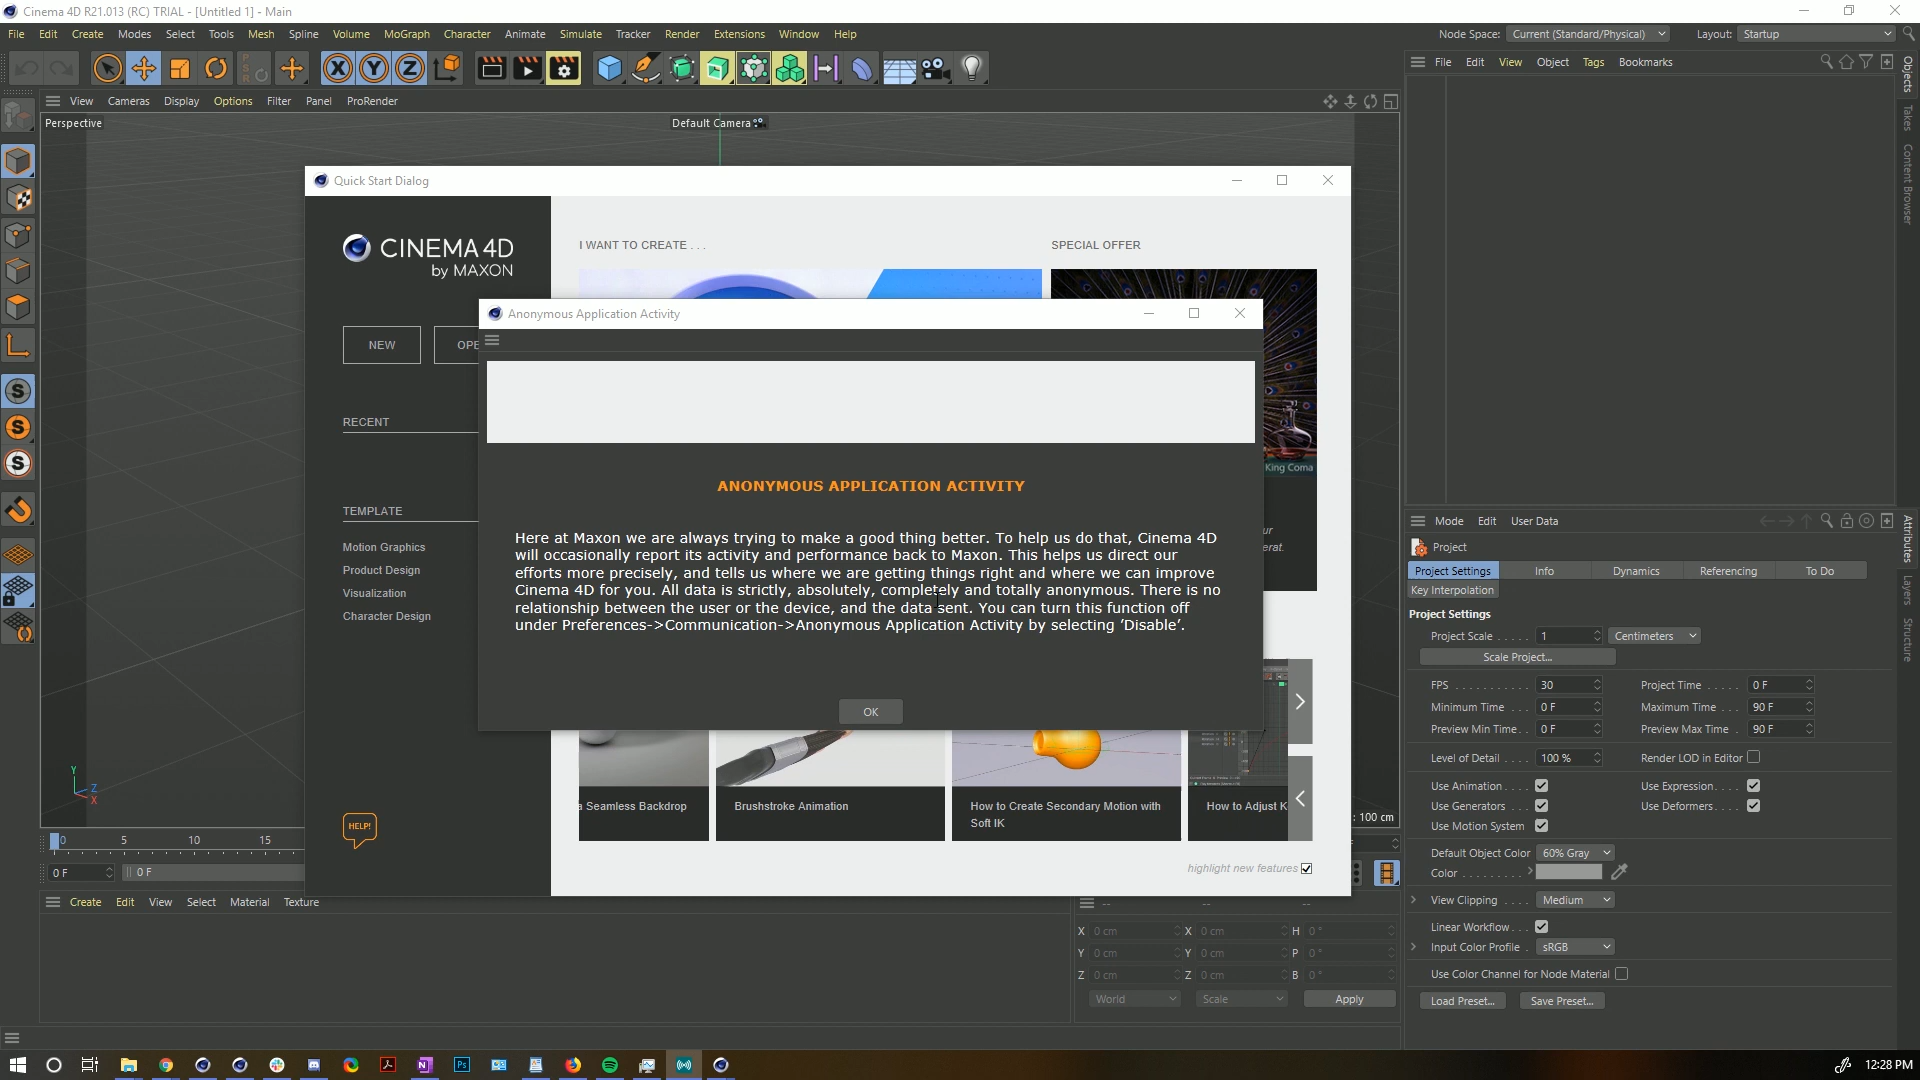 Cinema 4D R21.013 (RC) TRIAL - [Untitled 1] - Main
File Edit Create Modes Select Tools Mesh Spline Volume MoGraph Character Animate Simulate Tracker Render Extensions Window Help
Node Space: Current (Standard/Physical) Layout: Startup
View Cameras Display Options Filter Panel ProRender
Perspective
Default Camera
File Edit View Object Tags Bookmarks
Objects
Takes
Content Browser
Quick Start Dialog
CINEMA 4D
by MAXON
I WANT TO CREATE . . .
SPECIAL OFFER
NEW
OPE
RECENT
TEMPLATE
Motion Graphics
Product Design
Visualization
Character Design
HELP!
King Coma
ur
erat.
Anonymous Application Activity
ANONYMOUS APPLICATION ACTIVITY
Here at Maxon we are always trying to make a good thing better. To help us do that, Cinema 4D
will occasionally report its activity and performance back to Maxon. This helps us direct our
efforts more precisely, and tells us where we are getting things right and where we can improve
Cinema 4D for you. All data is strictly, absolutely, completely and totally anonymous. There is no
relationship between the user or the device, and the data sent. You can turn this function off
under Preferences->Communication->Anonymous Application Activity by selecting 'Disable'.
OK
a Seamless Backdrop
Brushstroke Animation
How to Create Secondary Motion with
Soft IK
How to Adjust K
highlight new features
: 100 cm
Y
Z
X
0 5 10 15
0 F
0 F
Create Edit View Select Material Texture
-- -- --
X 0 cm X 0 cm H 0 °
Y 0 cm Y 0 cm P 0 °
Z 0 cm Z 0 cm B 0 °
World Scale Apply
Mode Edit User Data
Attributes
Layers
Structure
Project
Project Settings Info Dynamics Referencing To Do
Key Interpolation
Project Settings
Project Scale . . . . . 1 Centimeters
Scale Project...
FPS . . . . . . . . . . . 30 Project Time . . . . . 0 F
Minimum Time . . . 0 F Maximum Time . . . 90 F
Preview Min Time . . 0 F Preview Max Time . 90 F
Level of Detail . . . . 100 % Render LOD in Editor
Use Animation . . . . Use Expression . . . .
Use Generators . . . Use Deformers . . . .
Use Motion System
Default Object Color 60% Gray
Color . . . . . . . . .
View Clipping . . . . Medium
Linear Workflow . . .
Input Color Profile . sRGB
Use Color Channel for Node Material
Load Preset... Save Preset...
12:28 PM